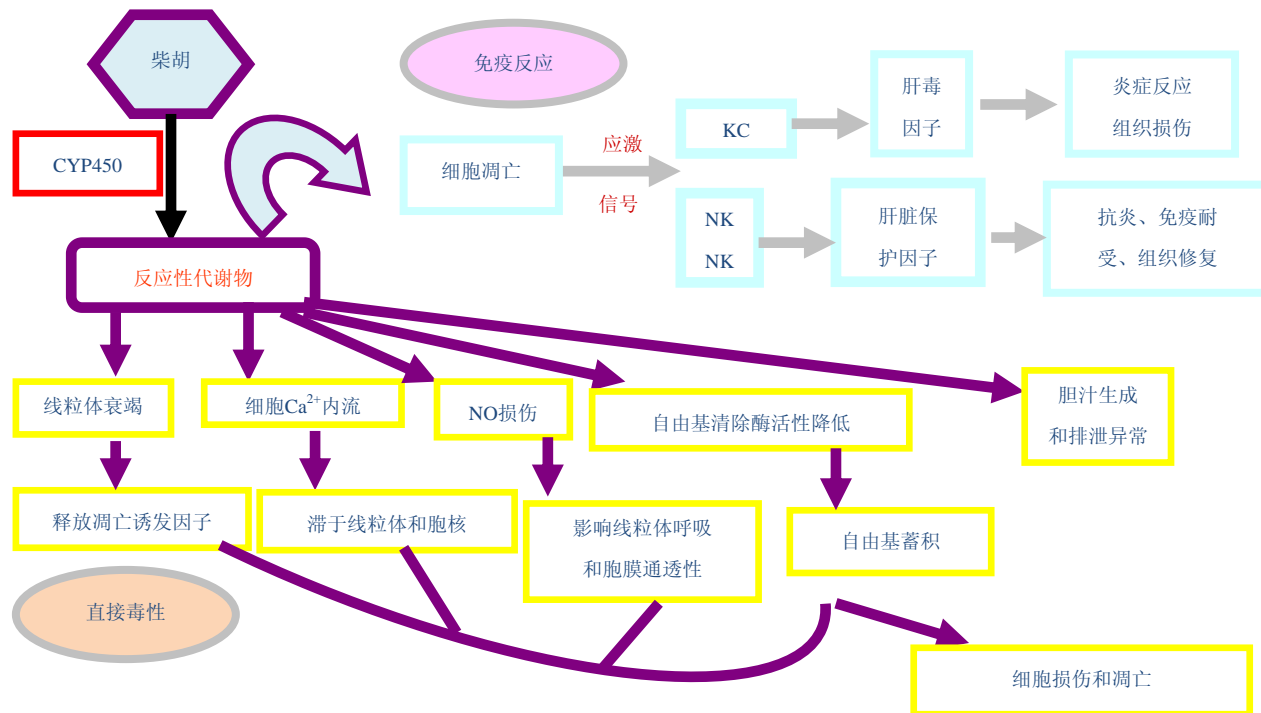 柴胡
CYP450
反应性代谢物
免疫反应
细胞凋亡
应激
信号
KC
肝毒
因子
炎症反应
组织损伤
NK
NK
肝脏保
护因子
抗炎、免疫耐
受、组织修复
线粒体衰竭
细胞Ca²⁺内流
NO损伤
自由基清除酶活性降低
胆汁生成
和排泄异常
释放凋亡诱发因子
滞于线粒体和胞核
影响线粒体呼吸
和胞膜通透性
自由基蓄积
直接毒性
细胞损伤和凋亡